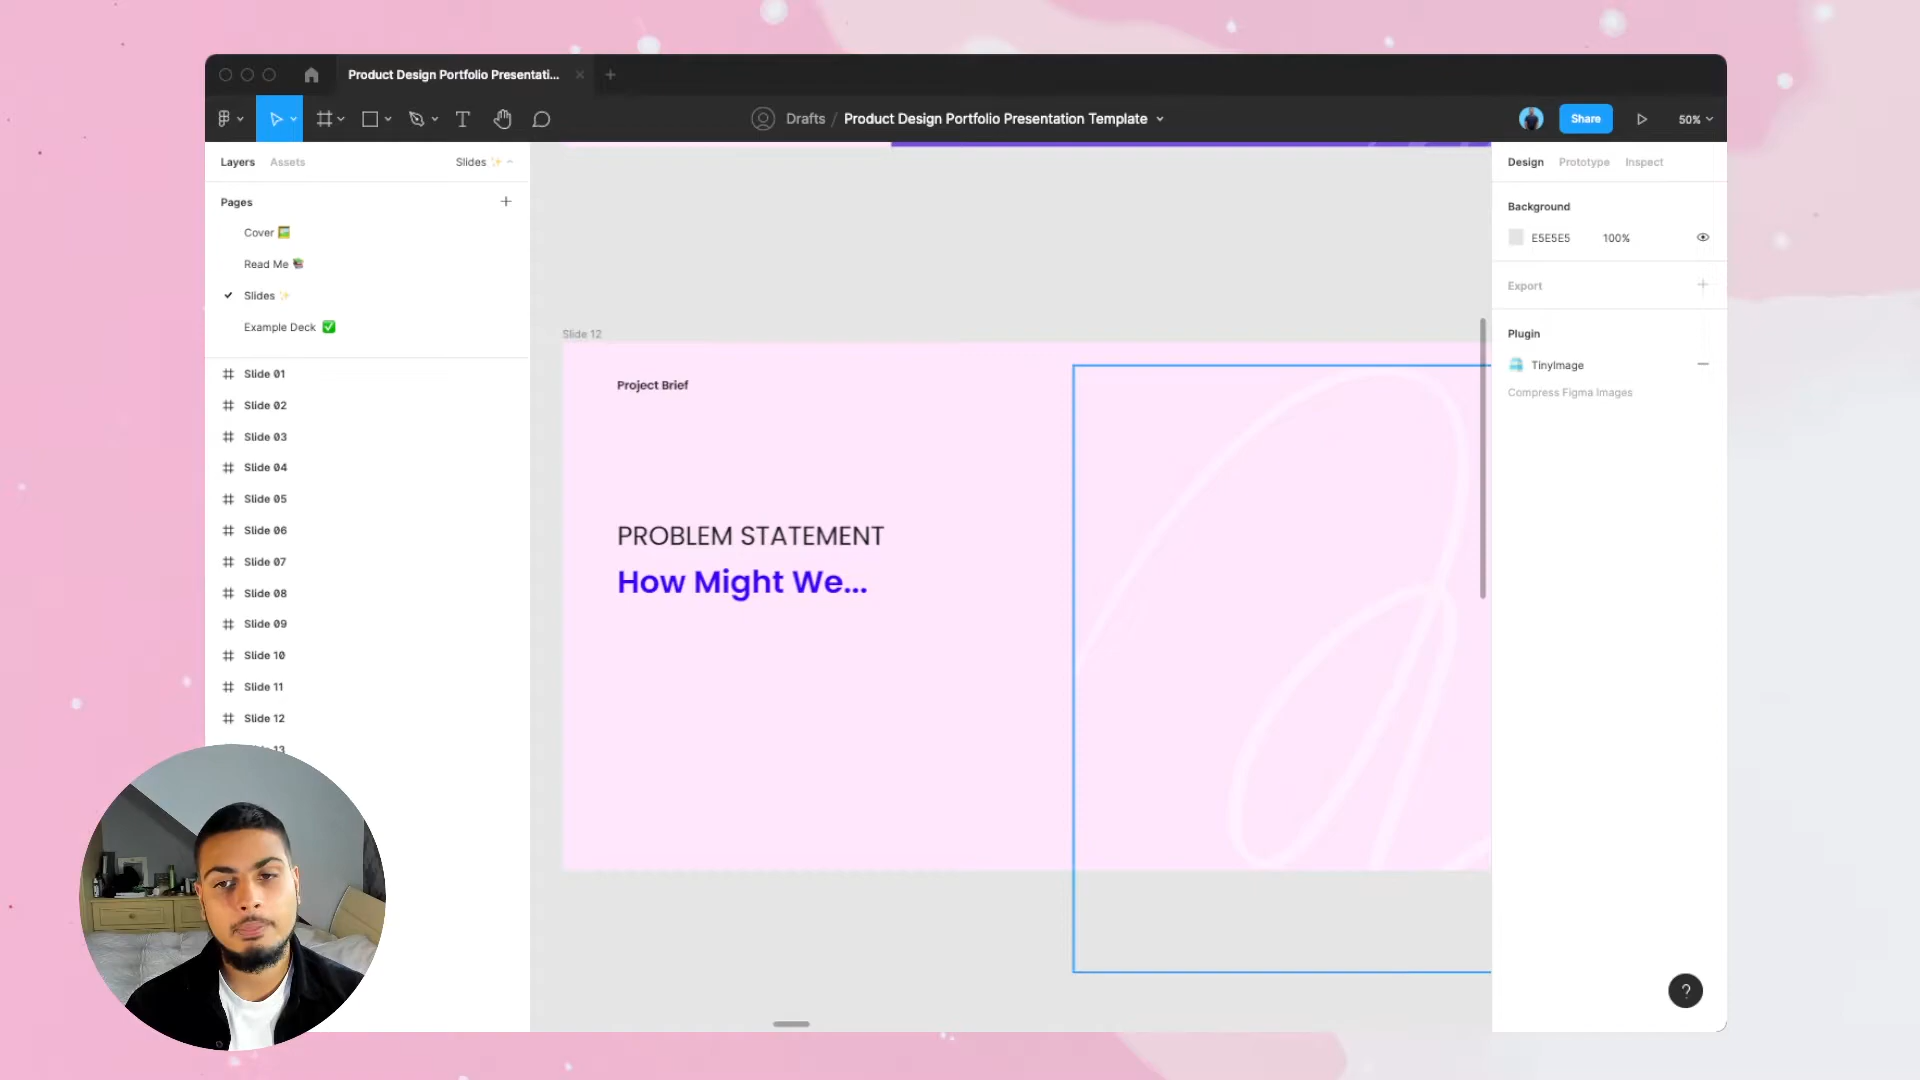 Product Design Portfolio Presentati...
Drafts / Product Design Portfolio Presentation Template
Share
50%
Layers
Assets
Slides ✨
Design
Prototype
Inspect
Pages
Cover 🖼️
Read Me 📚
Slides ✨
Example Deck ✅
Slide 01
Slide 02
Slide 03
Slide 04
Slide 05
Slide 06
Slide 07
Slide 08
Slide 09
Slide 10
Slide 11
Slide 12
13
Slide 12
Project Brief
PROBLEM STATEMENT
How Might We...
Background
E5E5E5 100%
Export
Plugin
TinyImage
Compress Figma Images
?